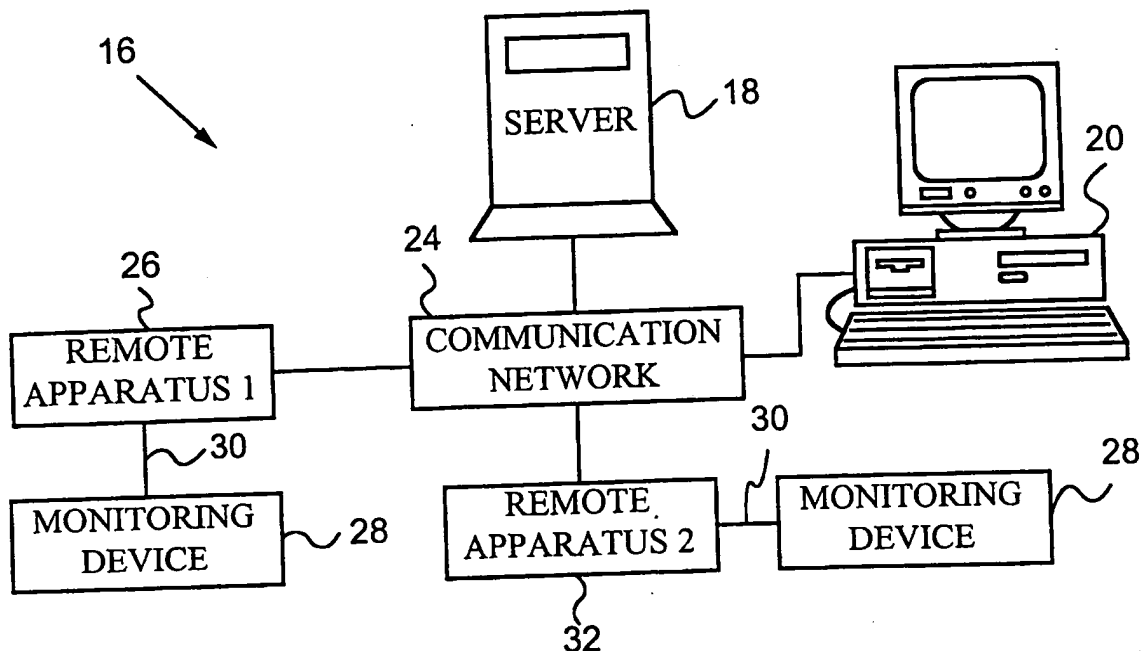 16
SERVER
18
20
24
26
COMMUNICATION
NETWORK
REMOTE
APPARATUS 1
30
30
28
MONITORING
DEVICE
28
REMOTE
APPARATUS 2
MONITORING
DEVICE
32